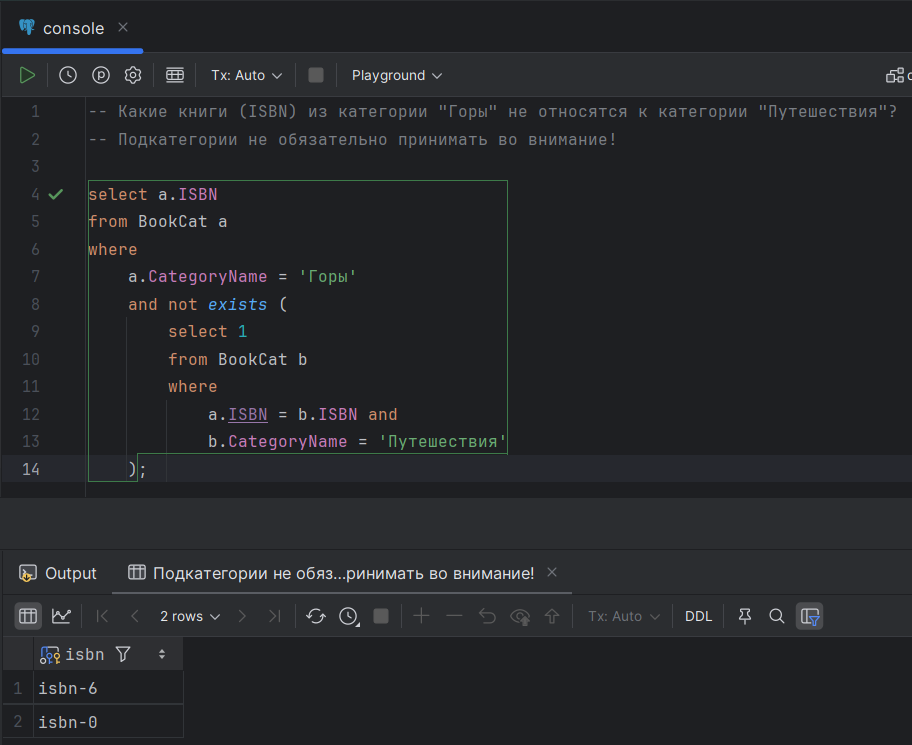 console
Tx: Auto Playground
1 -- Какие книги (ISBN) из категории "Горы" не относятся к категории "Путешествия"?
2 -- Подкатегории не обязательно принимать во внимание!
3
4 select a.ISBN
5 from BookCat a
6 where
7 a.CategoryName = 'Горы'
8 and not exists (
9 select 1
10 from BookCat b
11 where
12 a.ISBN = b.ISBN and
13 b.CategoryName = 'Путешествия'
14 );
Output Подкатегории не обяз...ринимать во внимание!
2 rows Tx: Auto DDL
isbn
1 isbn-6
2 isbn-0